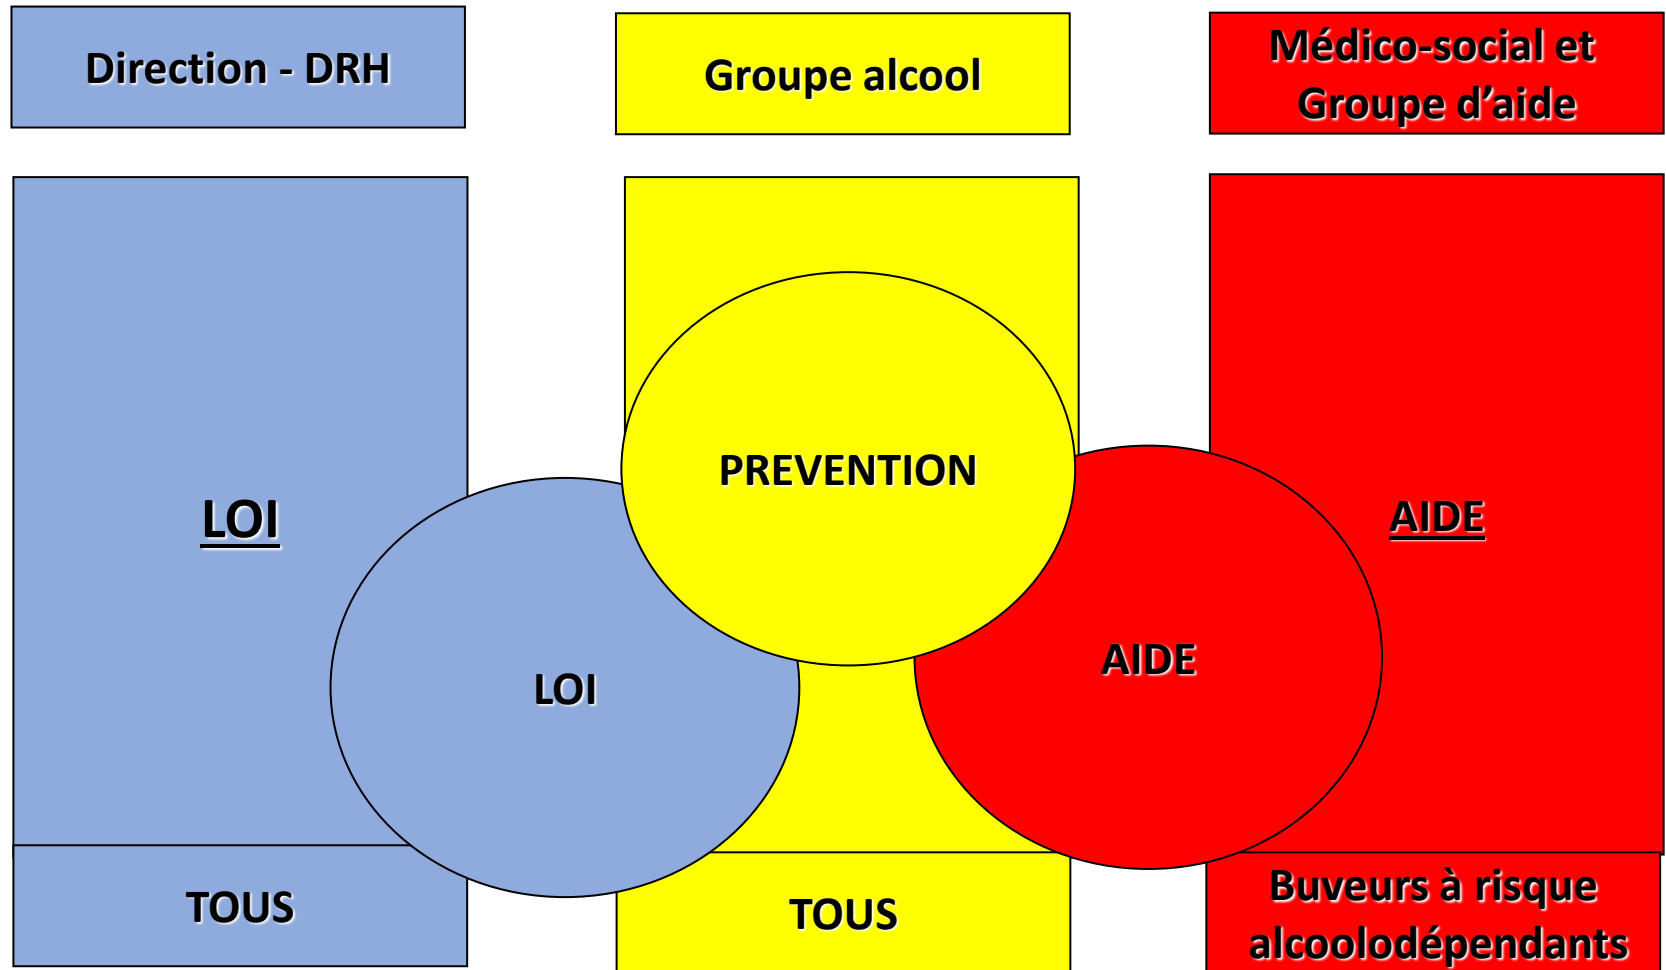 Direction - DRH
Groupe alcool
Médico-social et
Groupe d’aide
PREVENTION
LOI
AIDE
LOI
AIDE
TOUS
TOUS
Buveurs à risque
alcoolodépendants